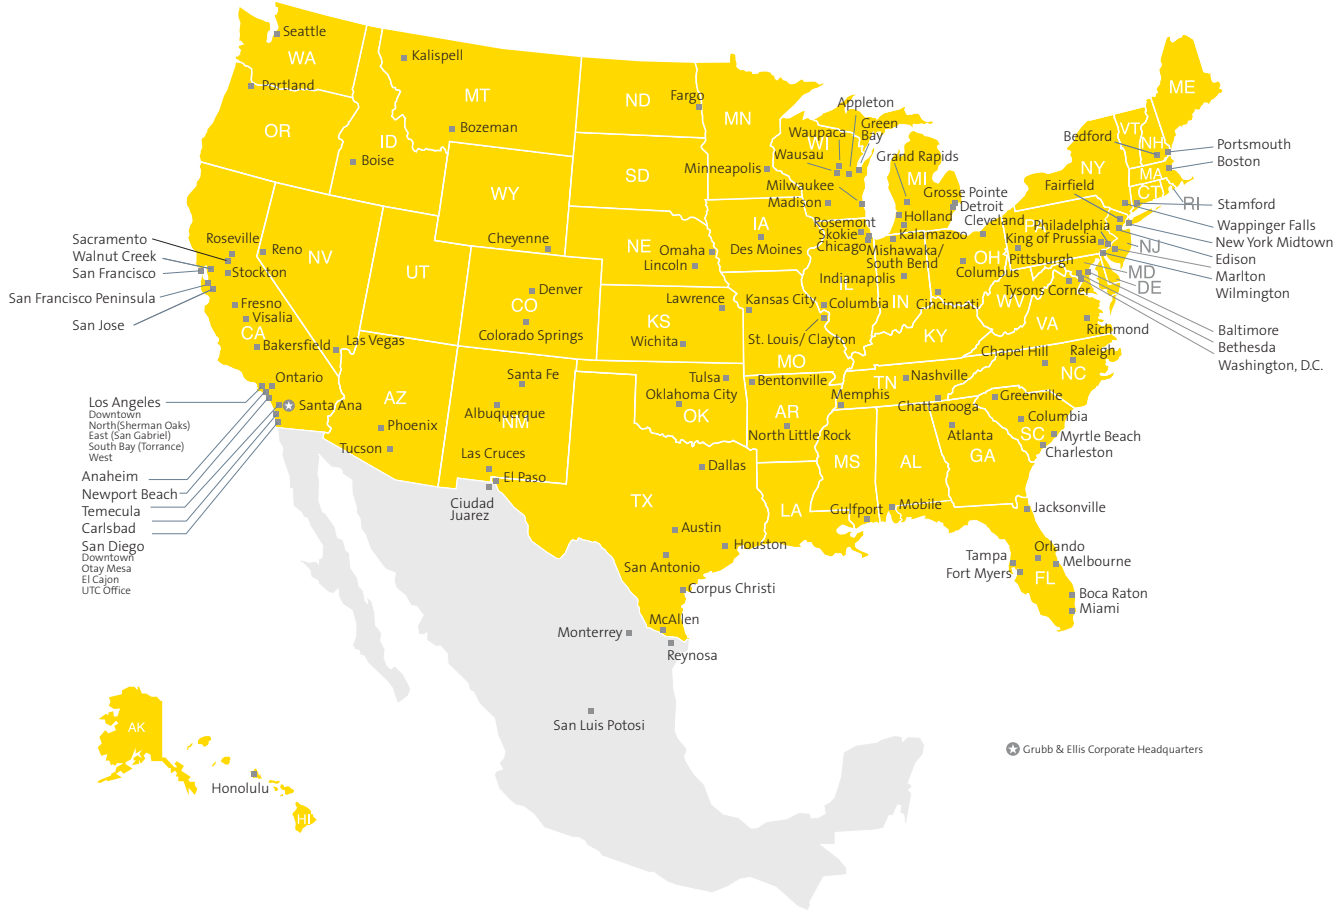 Seattle
WA
Kalispell
Portland
MT
ND
Fargo
MN
Appleton
ME
OR
ID
Bozeman
Waupaca
Green
Bay
WI
VT
Bedford
NH
Portsmouth
Boise
Wausau
Grand Rapids
Boston
Minneapolis
SD
MI
NY
MA
WY
Milwaukee
Fairfield
CT
Madison
Grosse Pointe
Detroit
RI
Stamford
IA
Rosemont
Holland
Cleveland
PA
Philadelphia
Wappinger Falls
Sacramento
Roseville
Cheyenne
NE
Omaha
Des Moines
Skokie
Kalamazoo
King of Prussia
New York Midtown
Walnut Creek
Reno
NV
Chicago
Mishawaka/
South Bend
OH
Pittsburgh
NJ
Edison
San Francisco
Stockton
UT
Lincoln
Indianapolis
IL
Columbus
MD
Marlton
DE
Tysons Corner
Wilmington
San Francisco Peninsula
Fresno
Denver
CO
Lawrence
Kansas City
Columbia
IN
Cincinnati
WV
Visalia
San Jose
CA
KS
VA
Richmond
Baltimore
Bakersfield
Las Vegas
Colorado Springs
Wichita
St. Louis/ Clayton
KY
Bethesda
MO
Chapel Hill
Raleigh
Washington, D.C.
Ontario
Santa Fe
Tulsa
Bentonville
TN
Nashville
NC
Los Angeles
Downtown
North(Sherman Oaks)
East (San Gabriel)
South Bay (Torrance)
West
Santa Ana
AZ
Albuquerque
NM
Oklahoma City
OK
AR
Memphis
Chattanooga
Greenville
Phoenix
North Little Rock
Columbia
Atlanta
SC
Myrtle Beach
Tucson
Las Cruces
Charleston
GA
Dallas
MS
AL
Anaheim
El Paso
Newport Beach
Ciudad
Juarez
TX
LA
Gulfport
Mobile
Jacksonville
Temecula
Carlsbad
Austin
San Diego
Downtown
Otay Mesa
El Cajon
UTC Office
Houston
Orlando
Tampa
Melbourne
San Antonio
Fort Myers
FL
Corpus Christi
Boca Raton
Miami
McAllen
Monterrey
Reynosa
San Luis Potosi
AK
Grubb & Ellis Corporate Headquarters
Honolulu
HI